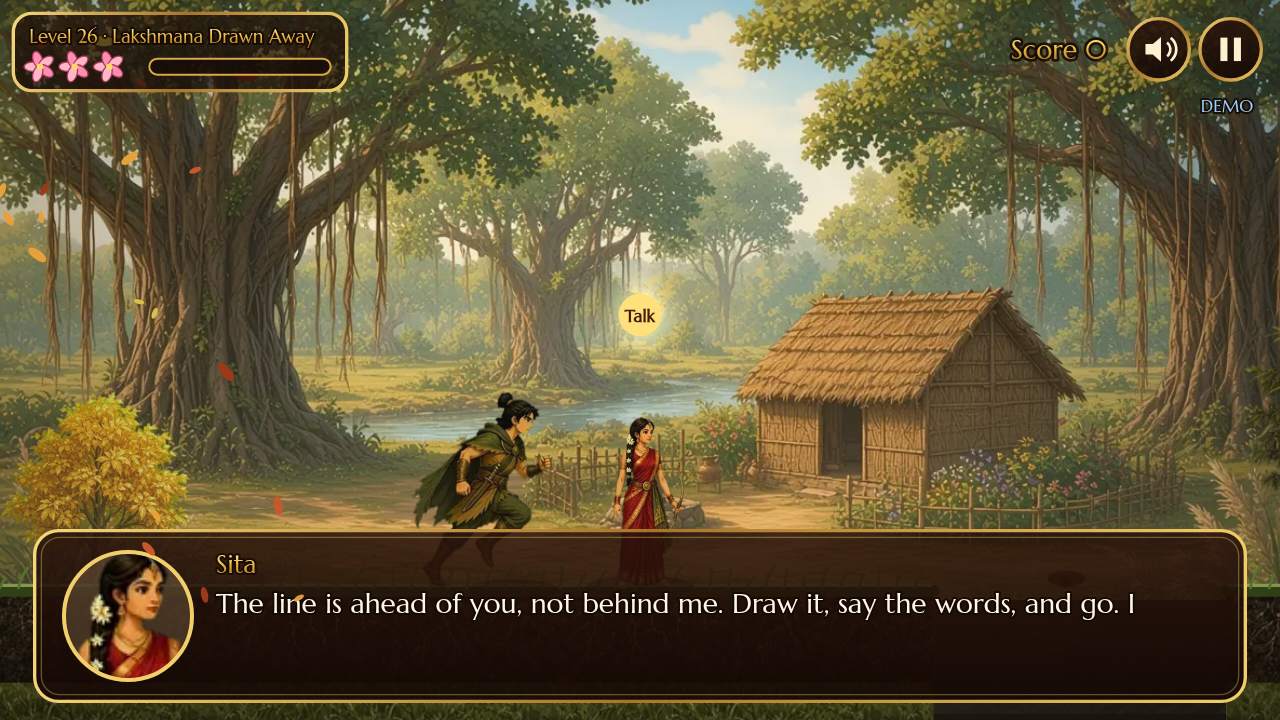 Level 26 · Lakshmana Drawn Away
Score 0
DEMO
Talk
Sita
The line is ahead of you, not behind me. Draw it, say the words, and go. I